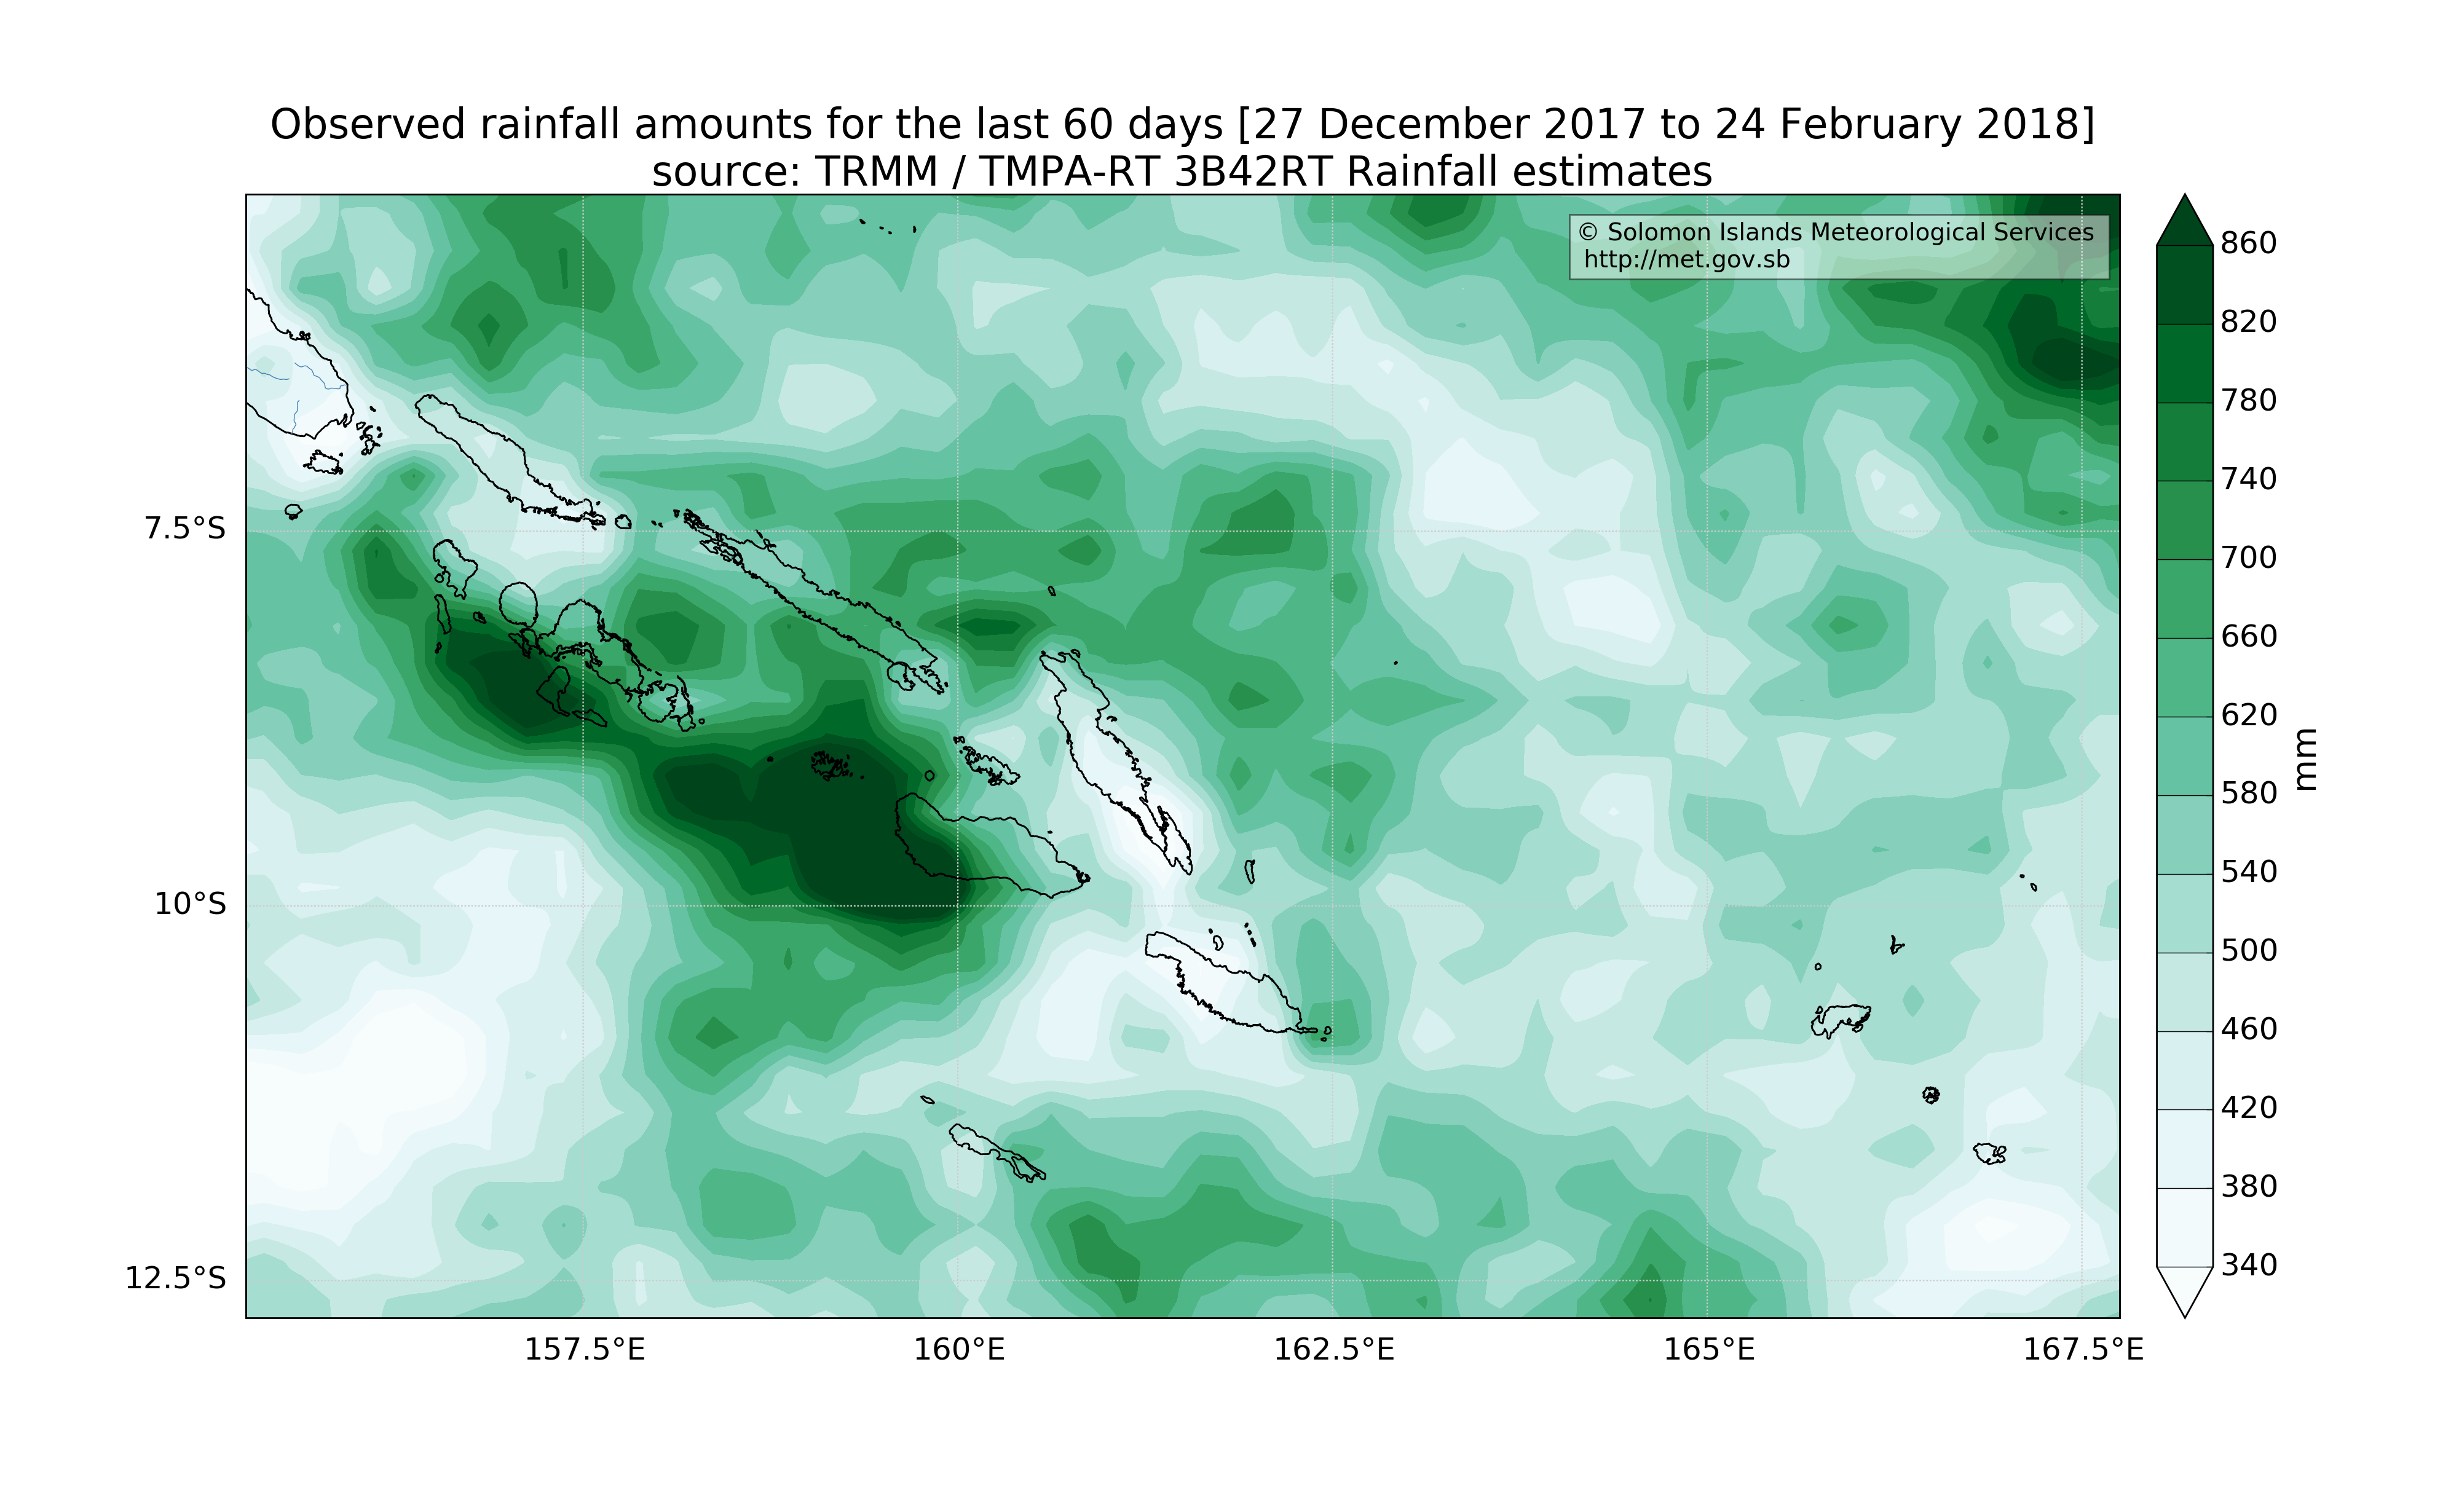 Observed rainfall amounts for the last 60 days [27 December 2017 to 24 February 2018]
source: TRMM / TMPA-RT 3B42RT Rainfall estimates
© Solomon Islands Meteorological Services
http://met.gov.sb
7.5°S
10°S
12.5°S
157.5°E
160°E
162.5°E
165°E
167.5°E
860
820
780
740
700
660
620
580
540
500
460
420
380
340
mm